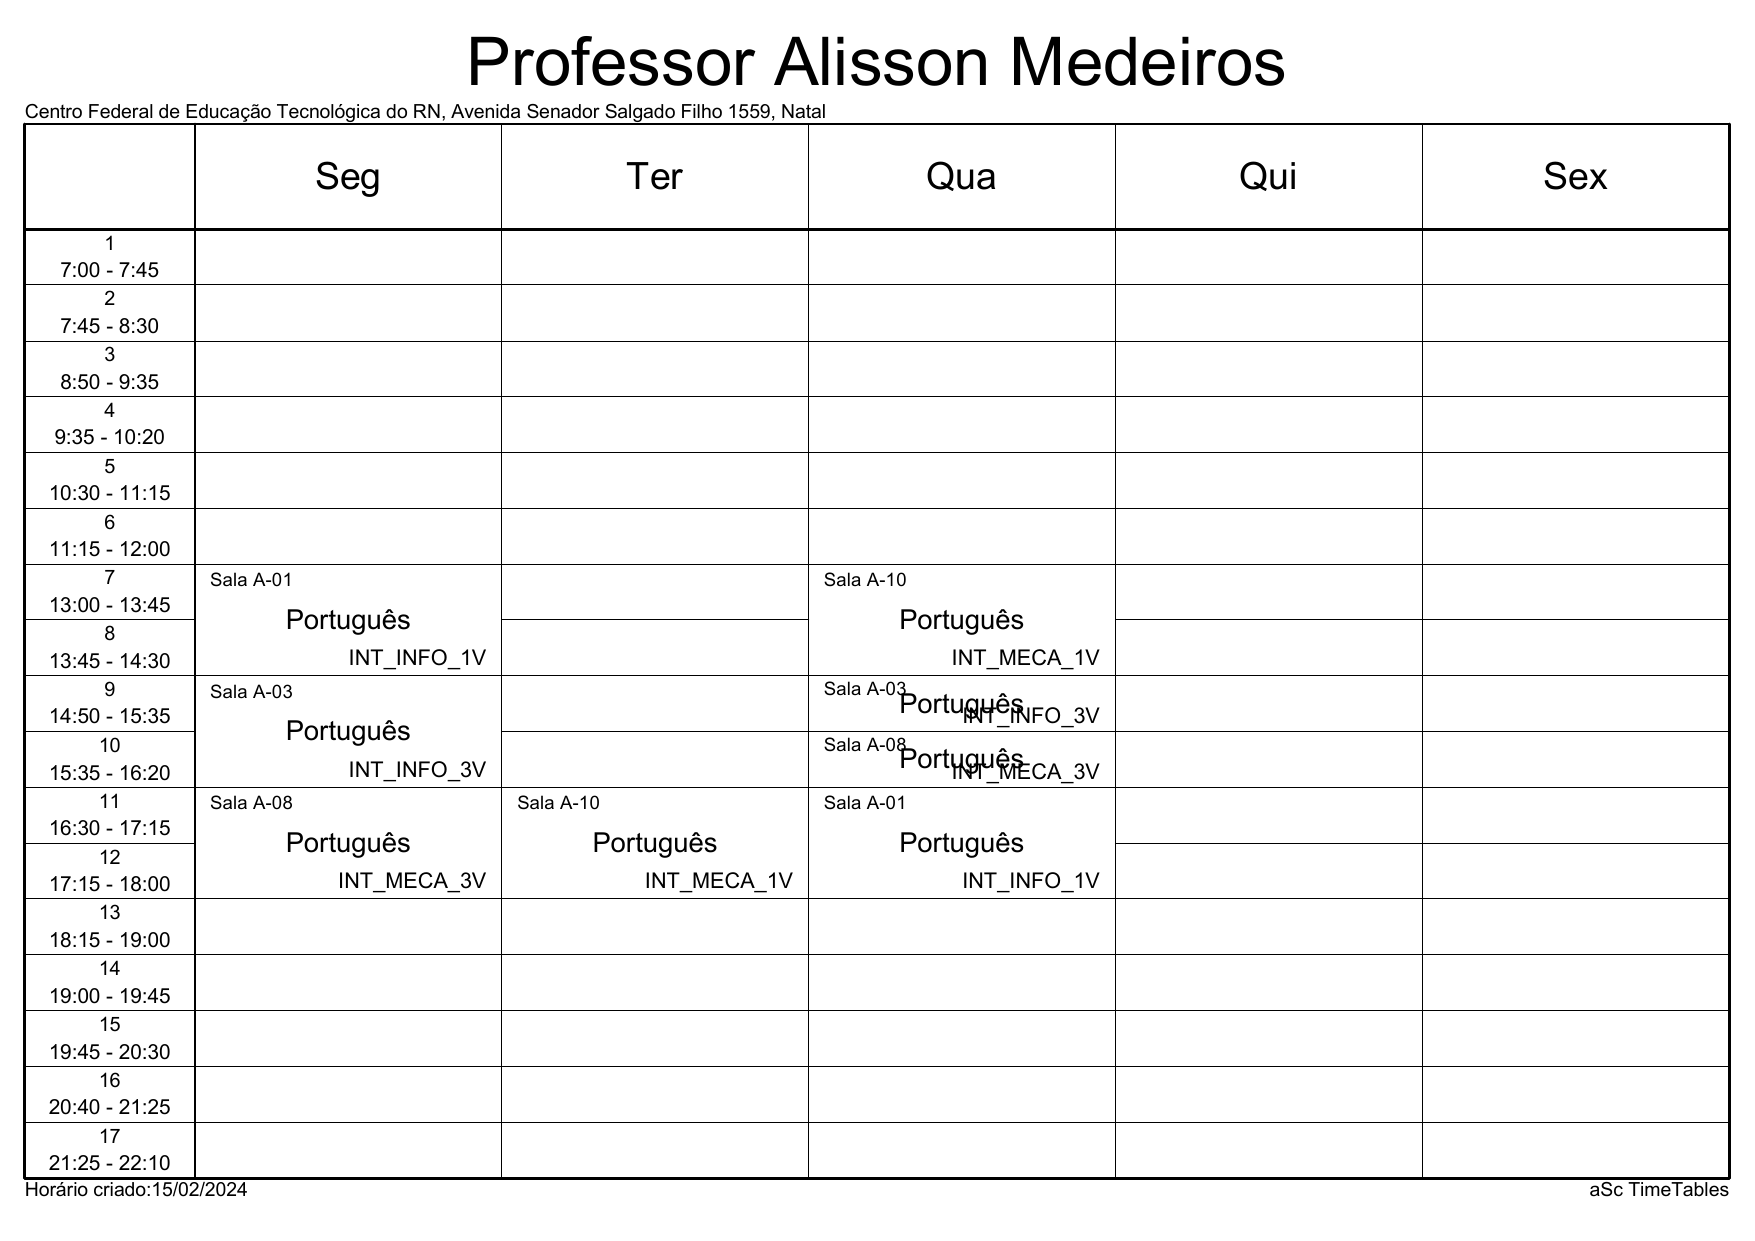 Professor Alisson Medeiros
Centro Federal de Educação Tecnológica do RN, Avenida Senador Salgado Filho 1559, Natal
Seg Ter Qua Qui Sex
1
7:00 - 7:45
2
7:45 - 8:30
3
8:50 - 9:35
4
9:35 - 10:20
5
10:30 - 11:15
6
11:15 - 12:00
7
13:00 - 13:45
8
13:45 - 14:30
Sala A-01
Português
INT_INFO_1V
Sala A-10
Português
INT_MECA_1V
9
14:50 - 15:35
10
15:35 - 16:20
Sala A-03
Português
INT_INFO_3V
Sala A-03
Português
INT_INFO_3V
Sala A-08
Português
INT_MECA_3V
11
16:30 - 17:15
12
17:15 - 18:00
Sala A-08
Português
INT_MECA_3V
Sala A-10
Português
INT_MECA_1V
Sala A-01
Português
INT_INFO_1V
13
18:15 - 19:00
14
19:00 - 19:45
15
19:45 - 20:30
16
20:40 - 21:25
17
21:25 - 22:10
Horário criado:15/02/2024
aSc TimeTables